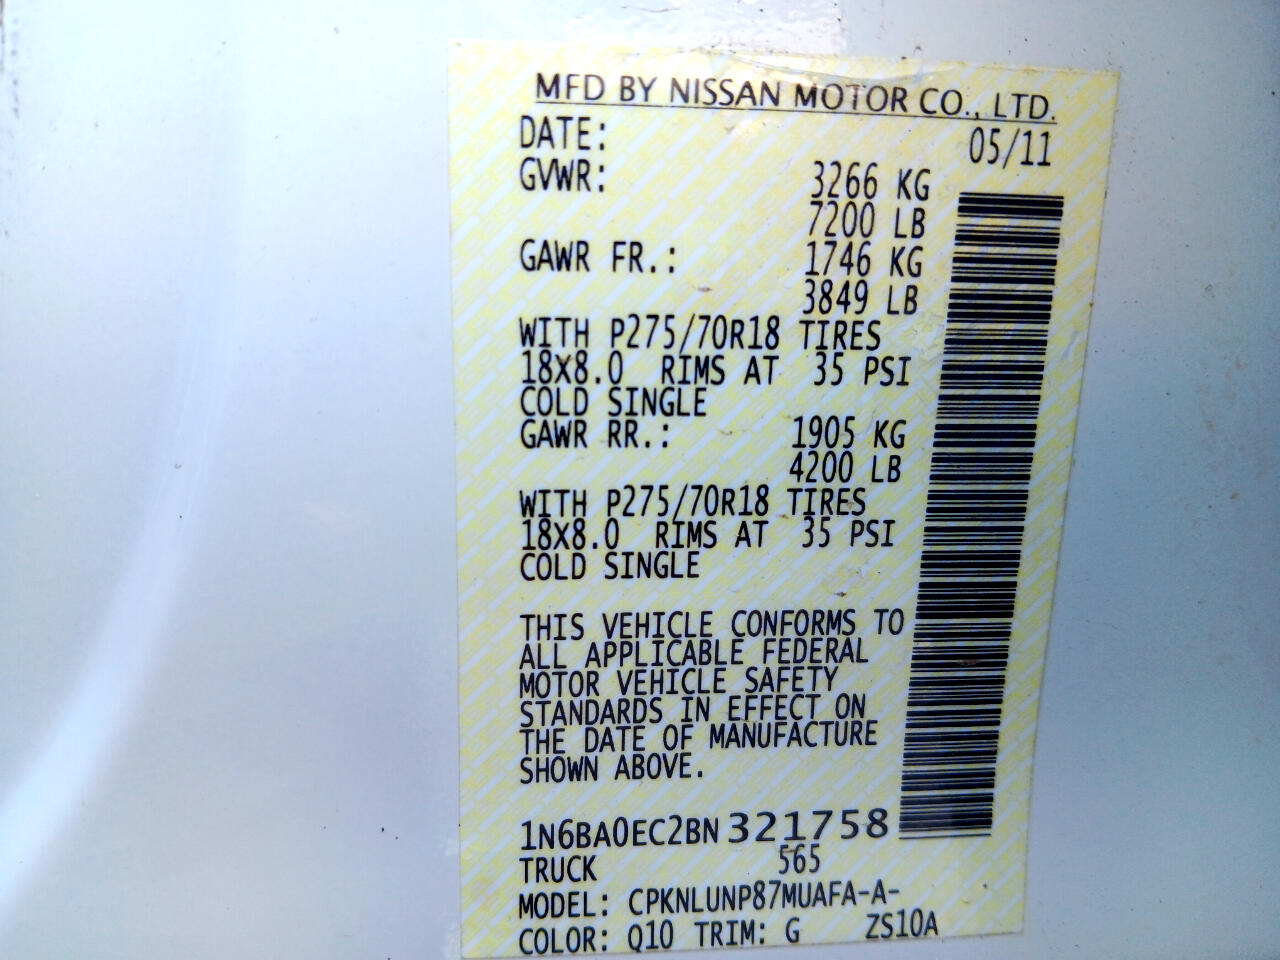 MFD BY NISSAN MOTOR CO., LTD.
DATE: 05/11
GVWR: 3266 KG
7200 LB
GAWR FR.: 1746 KG
3849 LB
WITH P275/70R18 TIRES
18X8.0 RIMS AT 35 PSI
COLD SINGLE
GAWR RR.: 1905 KG
4200 LB
WITH P275/70R18 TIRES
18X8.0 RIMS AT 35 PSI
COLD SINGLE
THIS VEHICLE CONFORMS TO
ALL APPLICABLE FEDERAL
MOTOR VEHICLE SAFETY
STANDARDS IN EFFECT ON
THE DATE OF MANUFACTURE
SHOWN ABOVE.
1N6BA0EC2BN321758
TRUCK 565
MODEL: CPKNLUNP87MUAFA-A-
COLOR: Q10 TRIM: G ZS10A